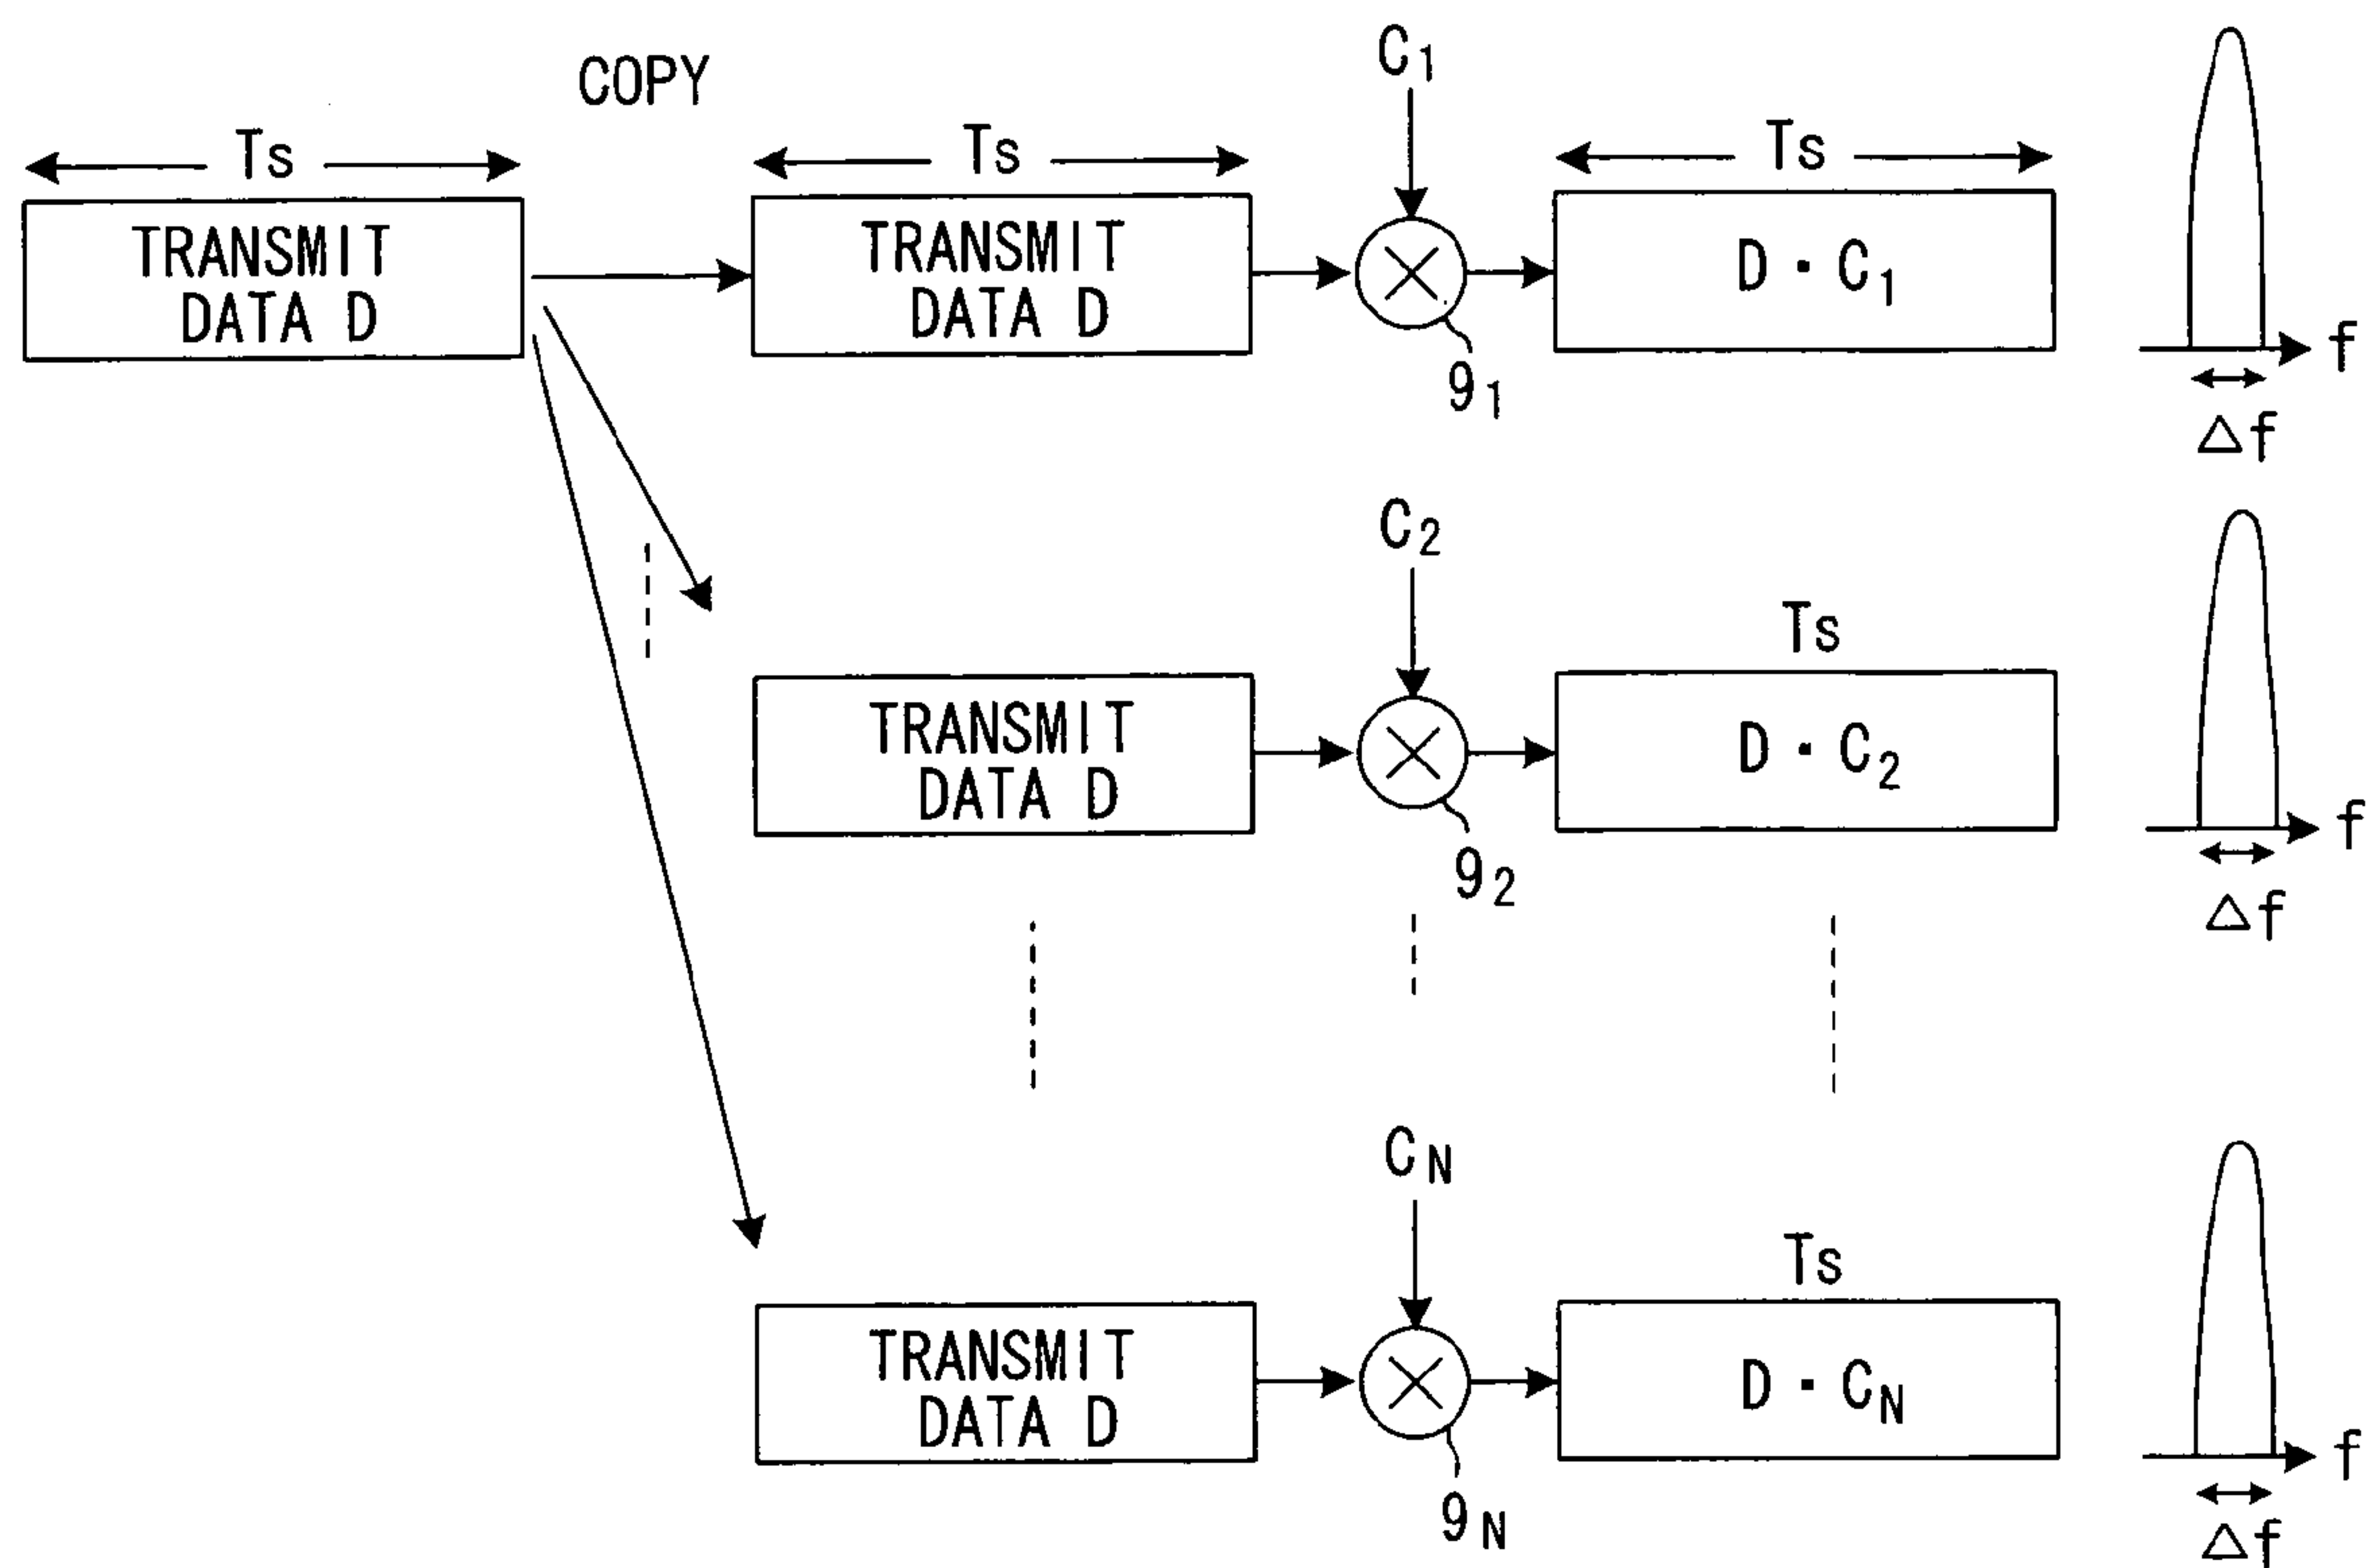 COPY
C1
Ts
Ts
Ts
TRANSMIT
DATA D
TRANSMIT
DATA D
D · C1
f
91
Δf
C2
Ts
TRANSMIT
DATA D
D · C2
f
92
Δf
CN
Ts
TRANSMIT
DATA D
D · CN
f
9N
Δf